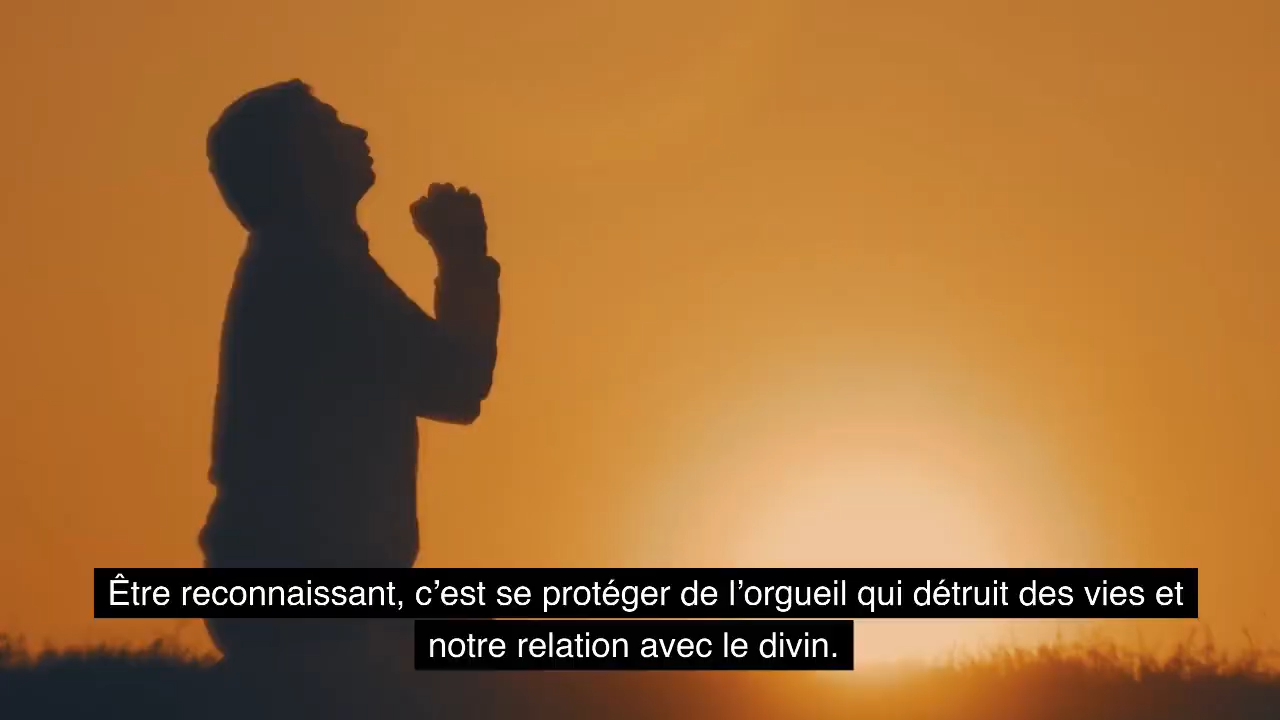 Être reconnaissant, c’est se protéger de l’orgueil qui détruit des vies et
notre relation avec le divin.